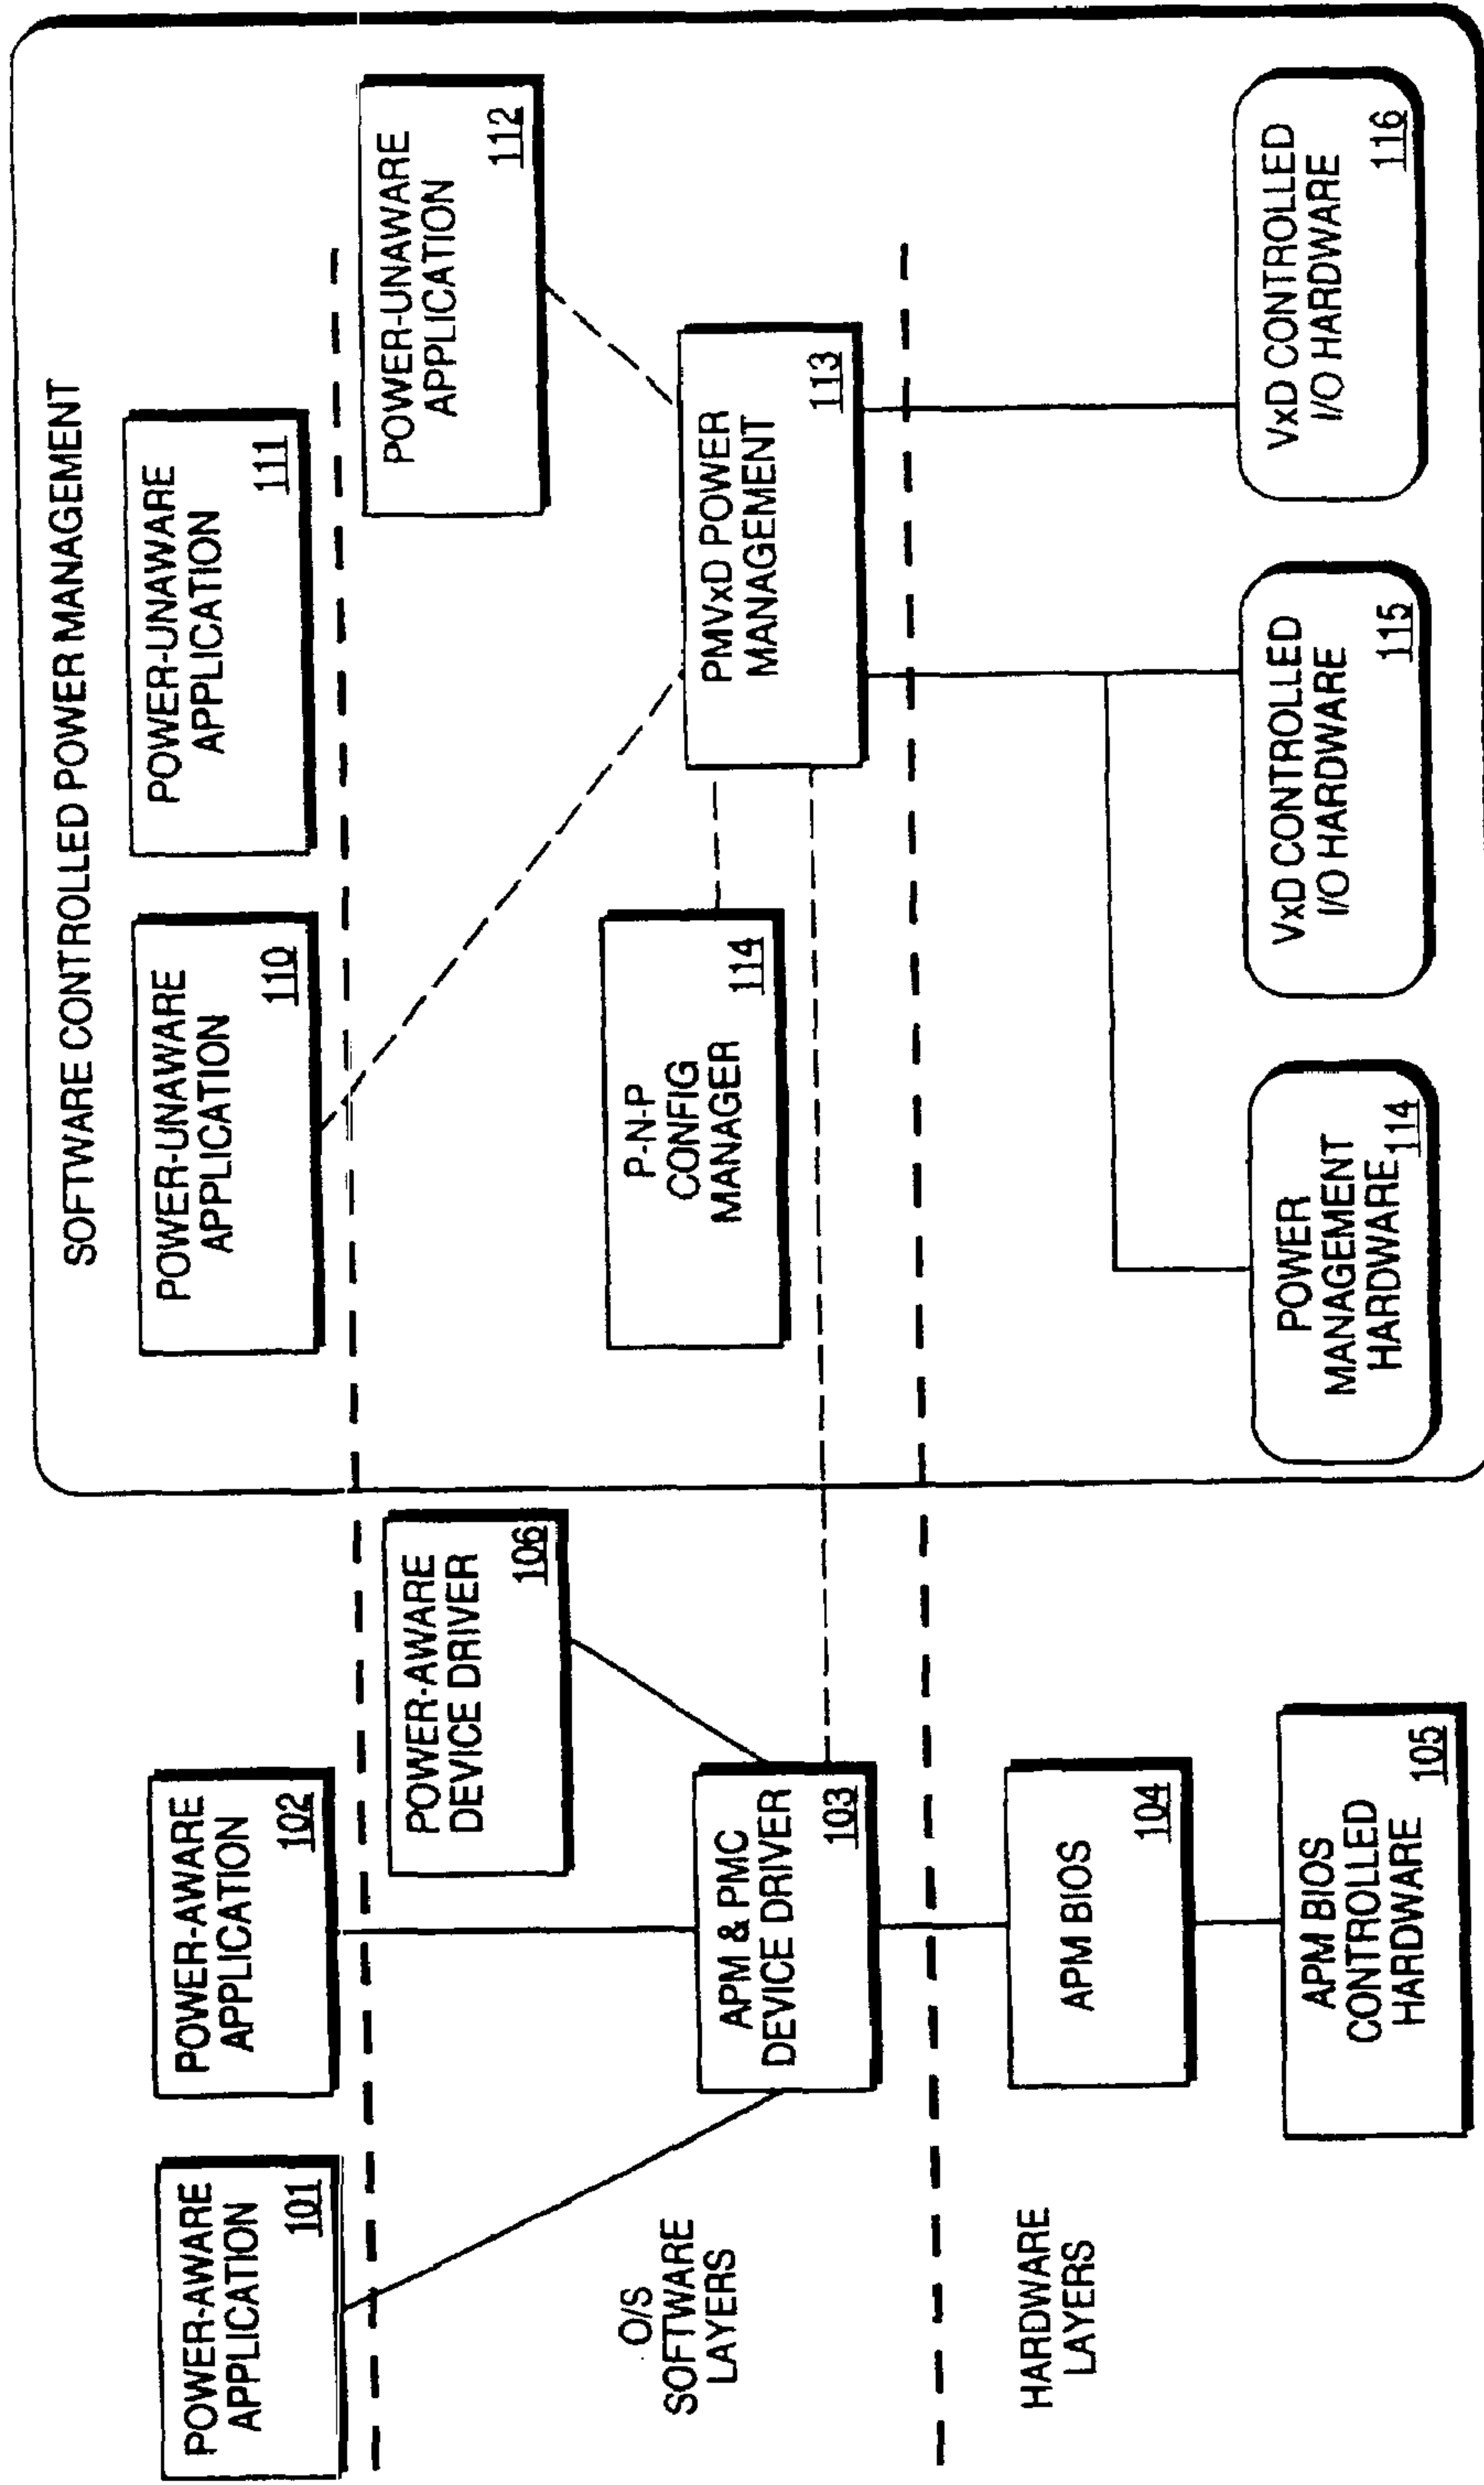 SOFTWARE CONTROLLED POWER MANAGEMENT
POWER-AWARE
APPLICATION
101
POWER-AWARE
APPLICATION
102
POWER-UNAWARE
APPLICATION
110
POWER-UNAWARE
APPLICATION
111
POWER-AWARE
DEVICE DRIVER
106
POWER-UNAWARE
APPLICATION
112
O/S
SOFTWARE
LAYERS
APM & PMC
DEVICE DRIVER
103
P-N-P
CONFIG
MANAGER
114
PMVxD POWER
MANAGEMENT
113
HARDWARE
LAYERS
APM BIOS
104
APM BIOS
CONTROLLED
HARDWARE
105
POWER
MANAGEMENT
HARDWARE
114
VxD CONTROLLED
I/O HARDWARE
115
VxD CONTROLLED
I/O HARDWARE
116